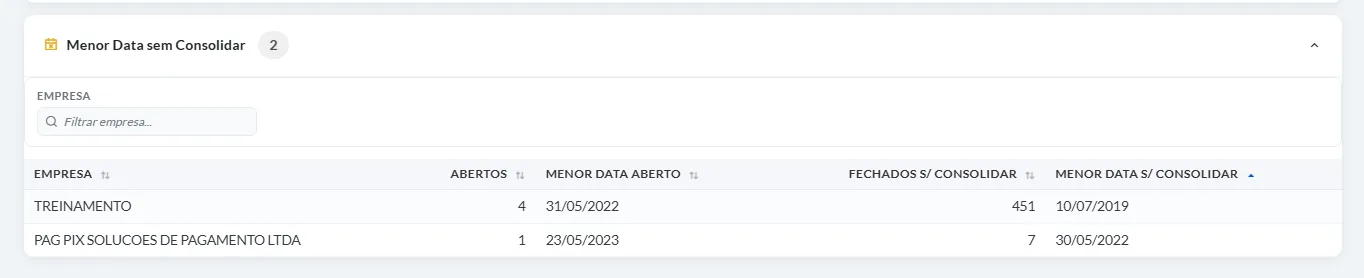 Menor Data sem Consolidar 2
EMPRESA
Filtrar empresa...
EMPRESA ABERTOS MENOR DATA ABERTO FECHADOS S/ CONSOLIDAR MENOR DATA S/ CONSOLIDAR
TREINAMENTO 4 31/05/2022 451 10/07/2019
PAG PIX SOLUCOES DE PAGAMENTO LTDA 1 23/05/2023 7 30/05/2022